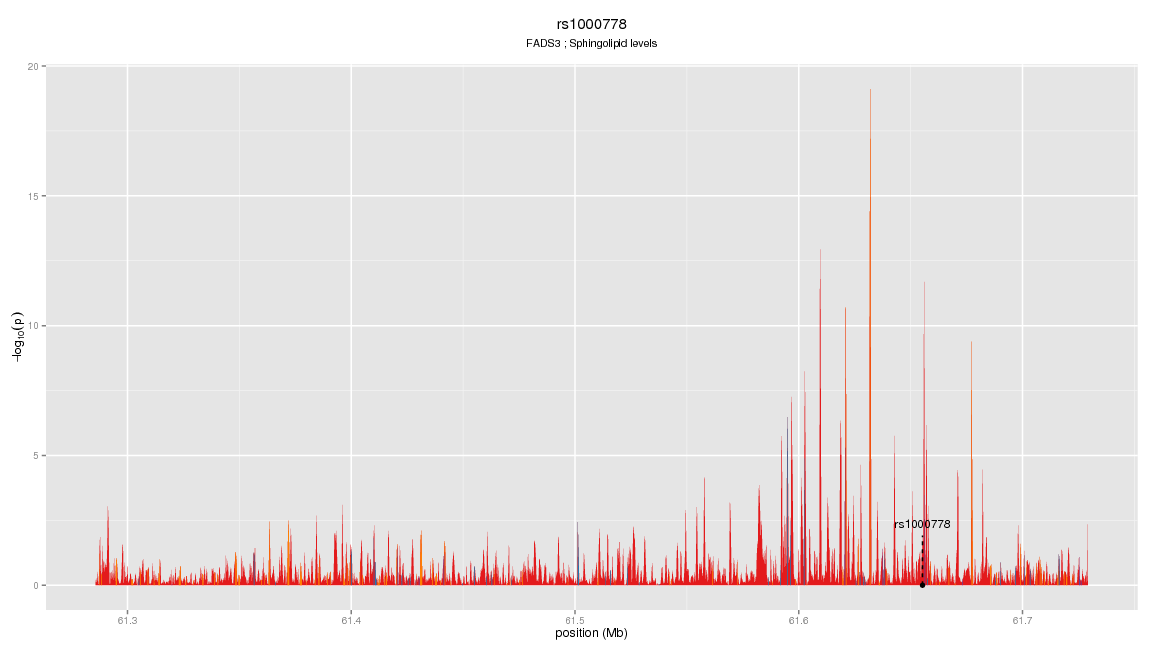 rs1000778
FADS3 ; Sphingolipid levels
20
15
10
5
0
−log10(p)
rs1000778
61.3 61.4 61.5 61.6 61.7
position (Mb)